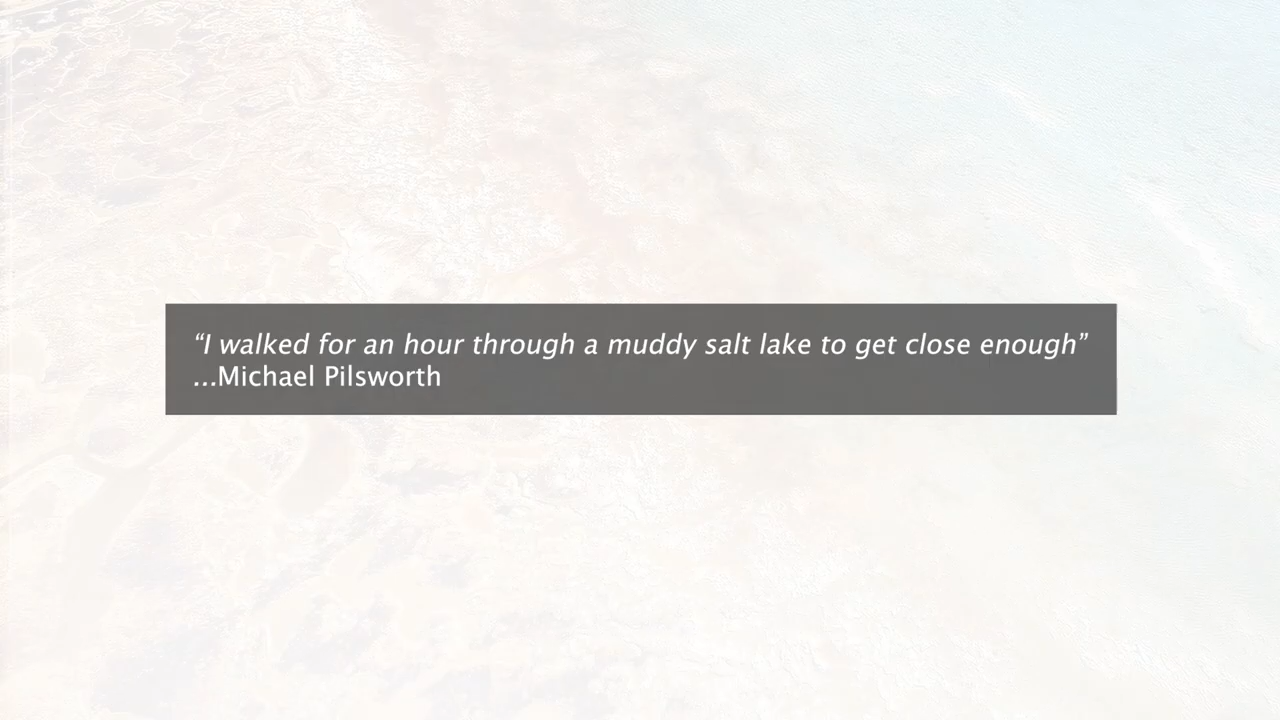 “I walked for an hour through a muddy salt lake to get close enough”
...Michael Pilsworth